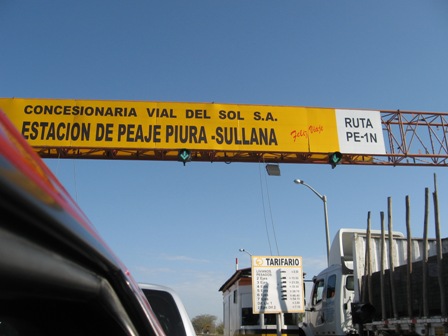 CONCESIONARIA VIAL DEL SOL S.A.
ESTACION DE PEAJE PIURA -SULLANA
Feliz Viaje
RUTA
PE-1N
TARIFARIO